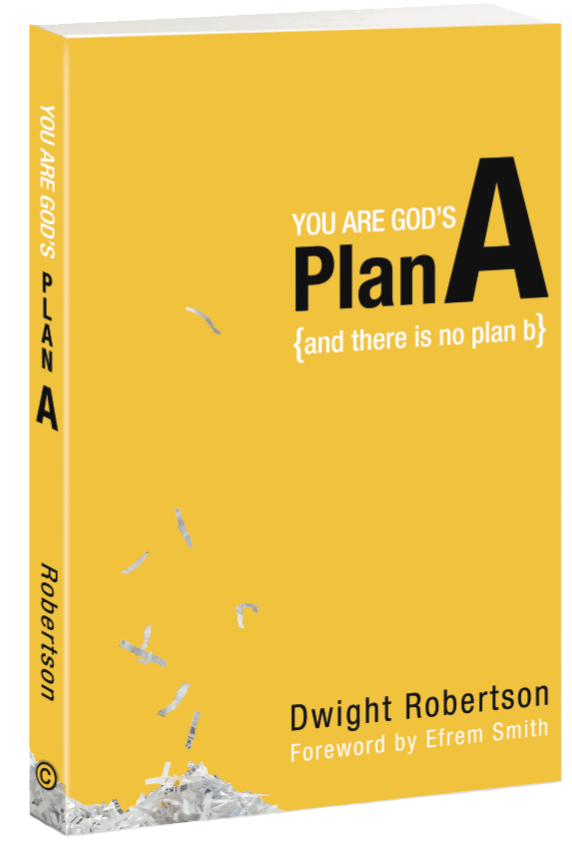 YOU ARE GOD'S
Plan A
{and there is no plan b}
Dwight Robertson
Foreword by Efrem Smith
YOU ARE GOD'S PLAN A
Robertson
©